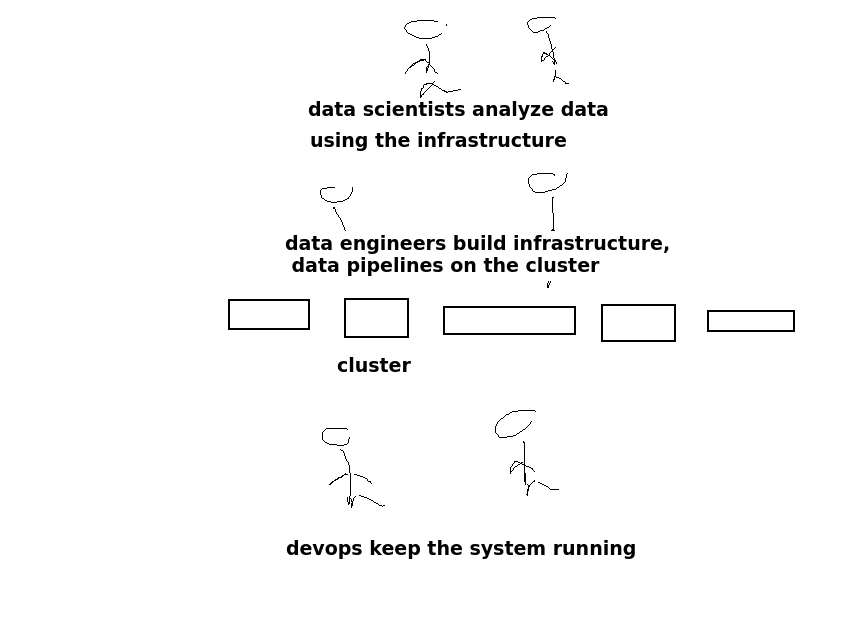 data scientists analyze data
using the infrastructure
data engineers build infrastructure,
data pipelines on the cluster
cluster
devops keep the system running